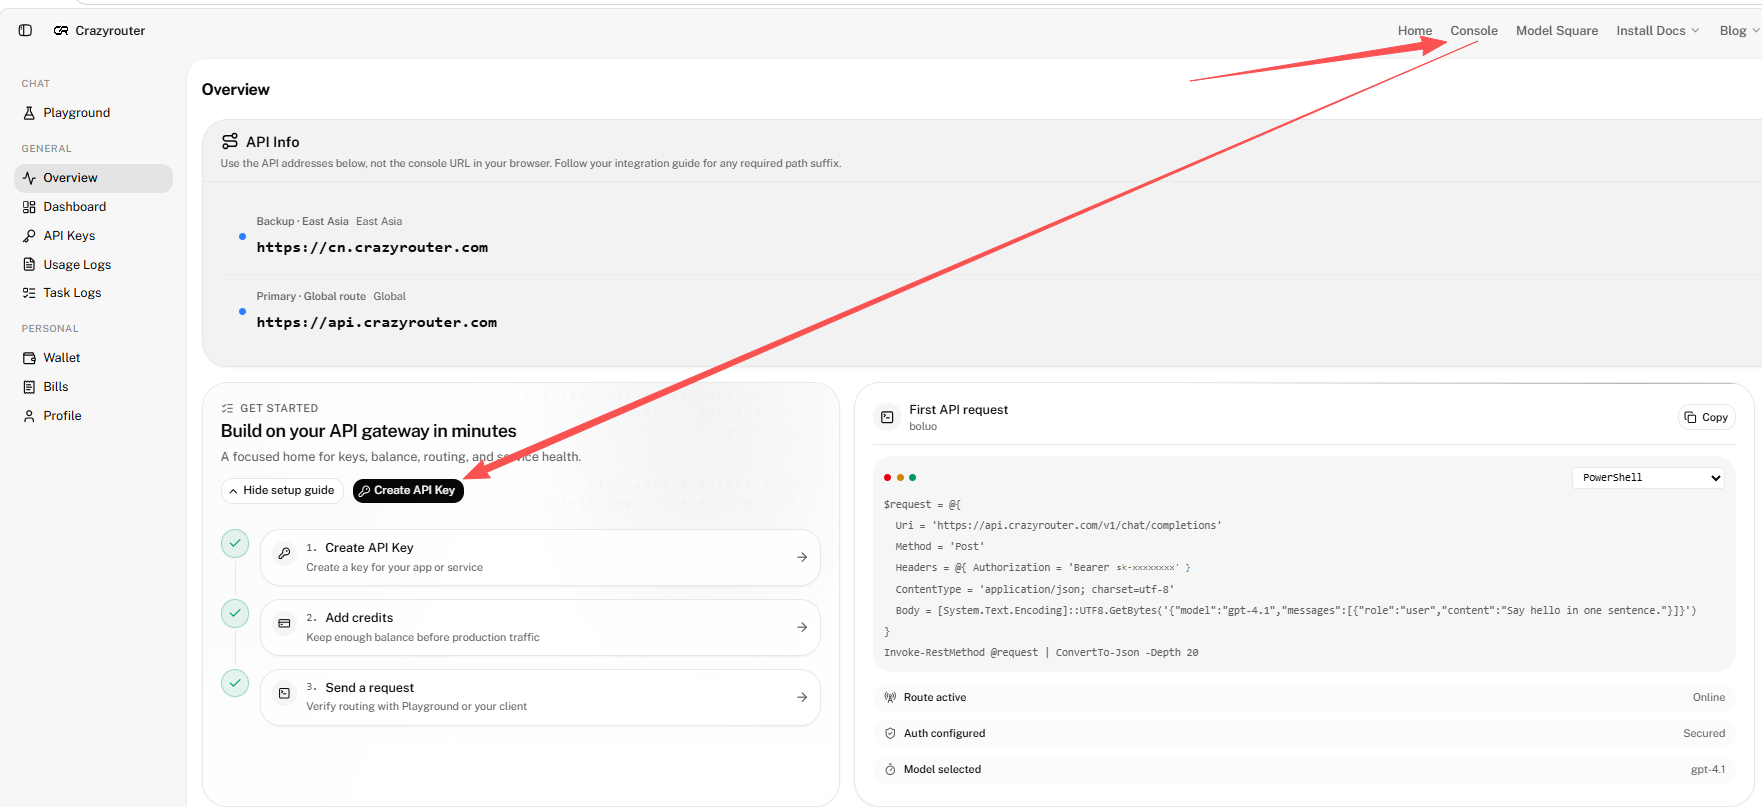 Crazyrouter
Home Console Model Square Install Docs Blog
CHAT
Playground
GENERAL
Overview
Dashboard
API Keys
Usage Logs
Task Logs
PERSONAL
Wallet
Bills
Profile
Overview
API Info
Use the API addresses below, not the console URL in your browser. Follow your integration guide for any required path suffix.
Backup · East Asia East Asia
https://cn.crazyrouter.com
Primary · Global route Global
https://api.crazyrouter.com
GET STARTED
Build on your API gateway in minutes
A focused home for keys, balance, routing, and service health.
Hide setup guide Create API Key
1. Create API Key
Create a key for your app or service
2. Add credits
Keep enough balance before production traffic
3. Send a request
Verify routing with Playground or your client
First API request
boluo
Copy
PowerShell
$request = @{
Uri = 'https://api.crazyrouter.com/v1/chat/completions'
Method = 'Post'
Headers = @{ Authorization = 'Bearer sk-xxxxxxxx' }
ContentType = 'application/json; charset=utf-8'
Body = [System.Text.Encoding]::UTF8.GetBytes('{"model":"gpt-4.1","messages":[{"role":"user","content":"Say hello in one sentence."}]}')
}
Invoke-RestMethod @request | ConvertTo-Json -Depth 20
Route active Online
Auth configured Secured
Model selected gpt-4.1